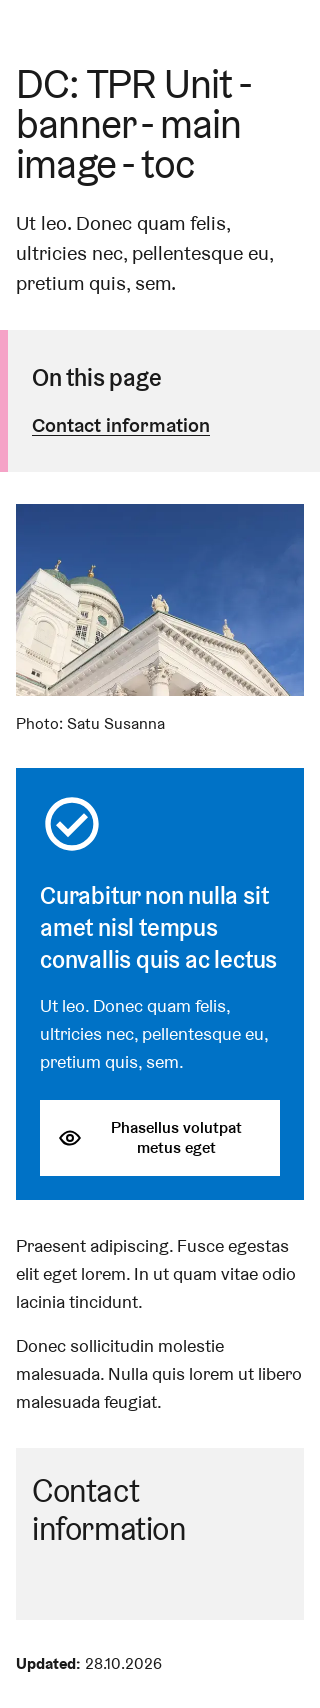 DC: TPR Unit -
banner - main
image - toc
Ut leo. Donec quam felis,
ultricies nec, pellentesque eu,
pretium quis, sem.
On this page
Contact information
Photo: Satu Susanna
Curabitur non nulla sit
amet nisl tempus
convallis quis ac lectus
Ut leo. Donec quam felis,
ultricies nec, pellentesque eu,
pretium quis, sem.
Phasellus volutpat
metus eget
Praesent adipiscing. Fusce egestas
elit eget lorem. In ut quam vitae odio
lacinia tincidunt.
Donec sollicitudin molestie
malesuada. Nulla quis lorem ut libero
malesuada feugiat.
Contact
information
Updated: 28.10.2026